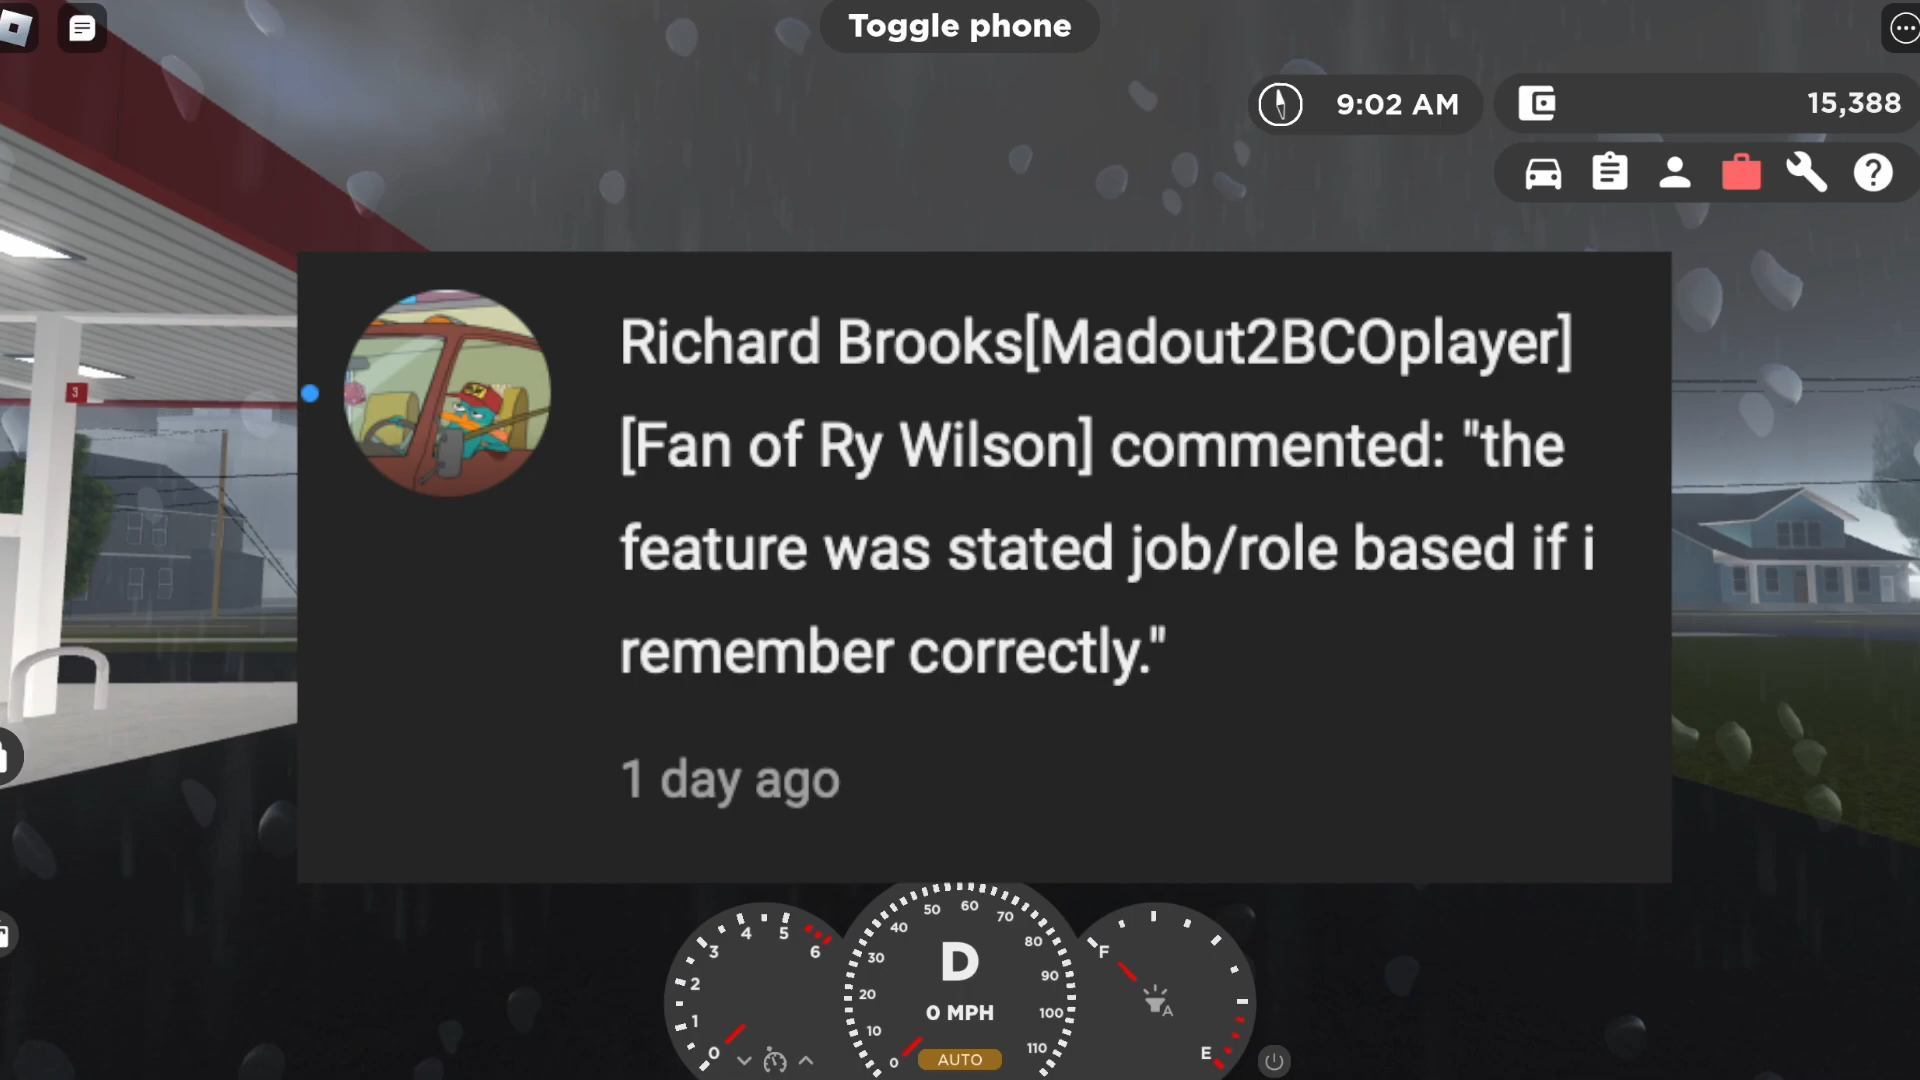 Toggle phone
9:02 AM
15,388
3
Richard Brooks[Madout2BCOplayer]
[Fan of Ry Wilson] commented: "the
feature was stated job/role based if i
remember correctly."
1 day ago
0 1 2 3 4 5 6
0 10 20 30 40 50 60 70 80 90 100 110
D
0 MPH
AUTO
F
A
E